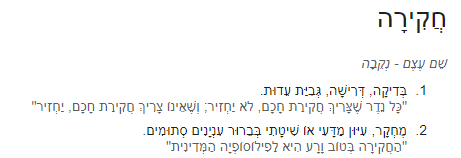 חֲקִירָה
שֵׁם עֶצֶם - נְקֵבָה
1. בְּדִיקָה, דְּרִישָׁה, גְּבִיַּת עֵדוּת.
"כָּל נֵדֶר שֶׁצָּרִיךְ חֲקִירַת חָכָם, לֹא יַחְזִיר; וְשֶׁאֵינוֹ צָרִיךְ חֲקִירַת חָכָם, יַחְזִיר"
2. מֶחְקָר, עִיּוּן מַדָּעִי אוֹ שִׁיטָתִי בְּבֵרוּר עִנְיָנִים סְתוּמִים.
"הַחֲקִירָה בְּטוֹב וָרַע הִיא לַפִילוֹסוֹפְיָה הַמְּדִינִית"